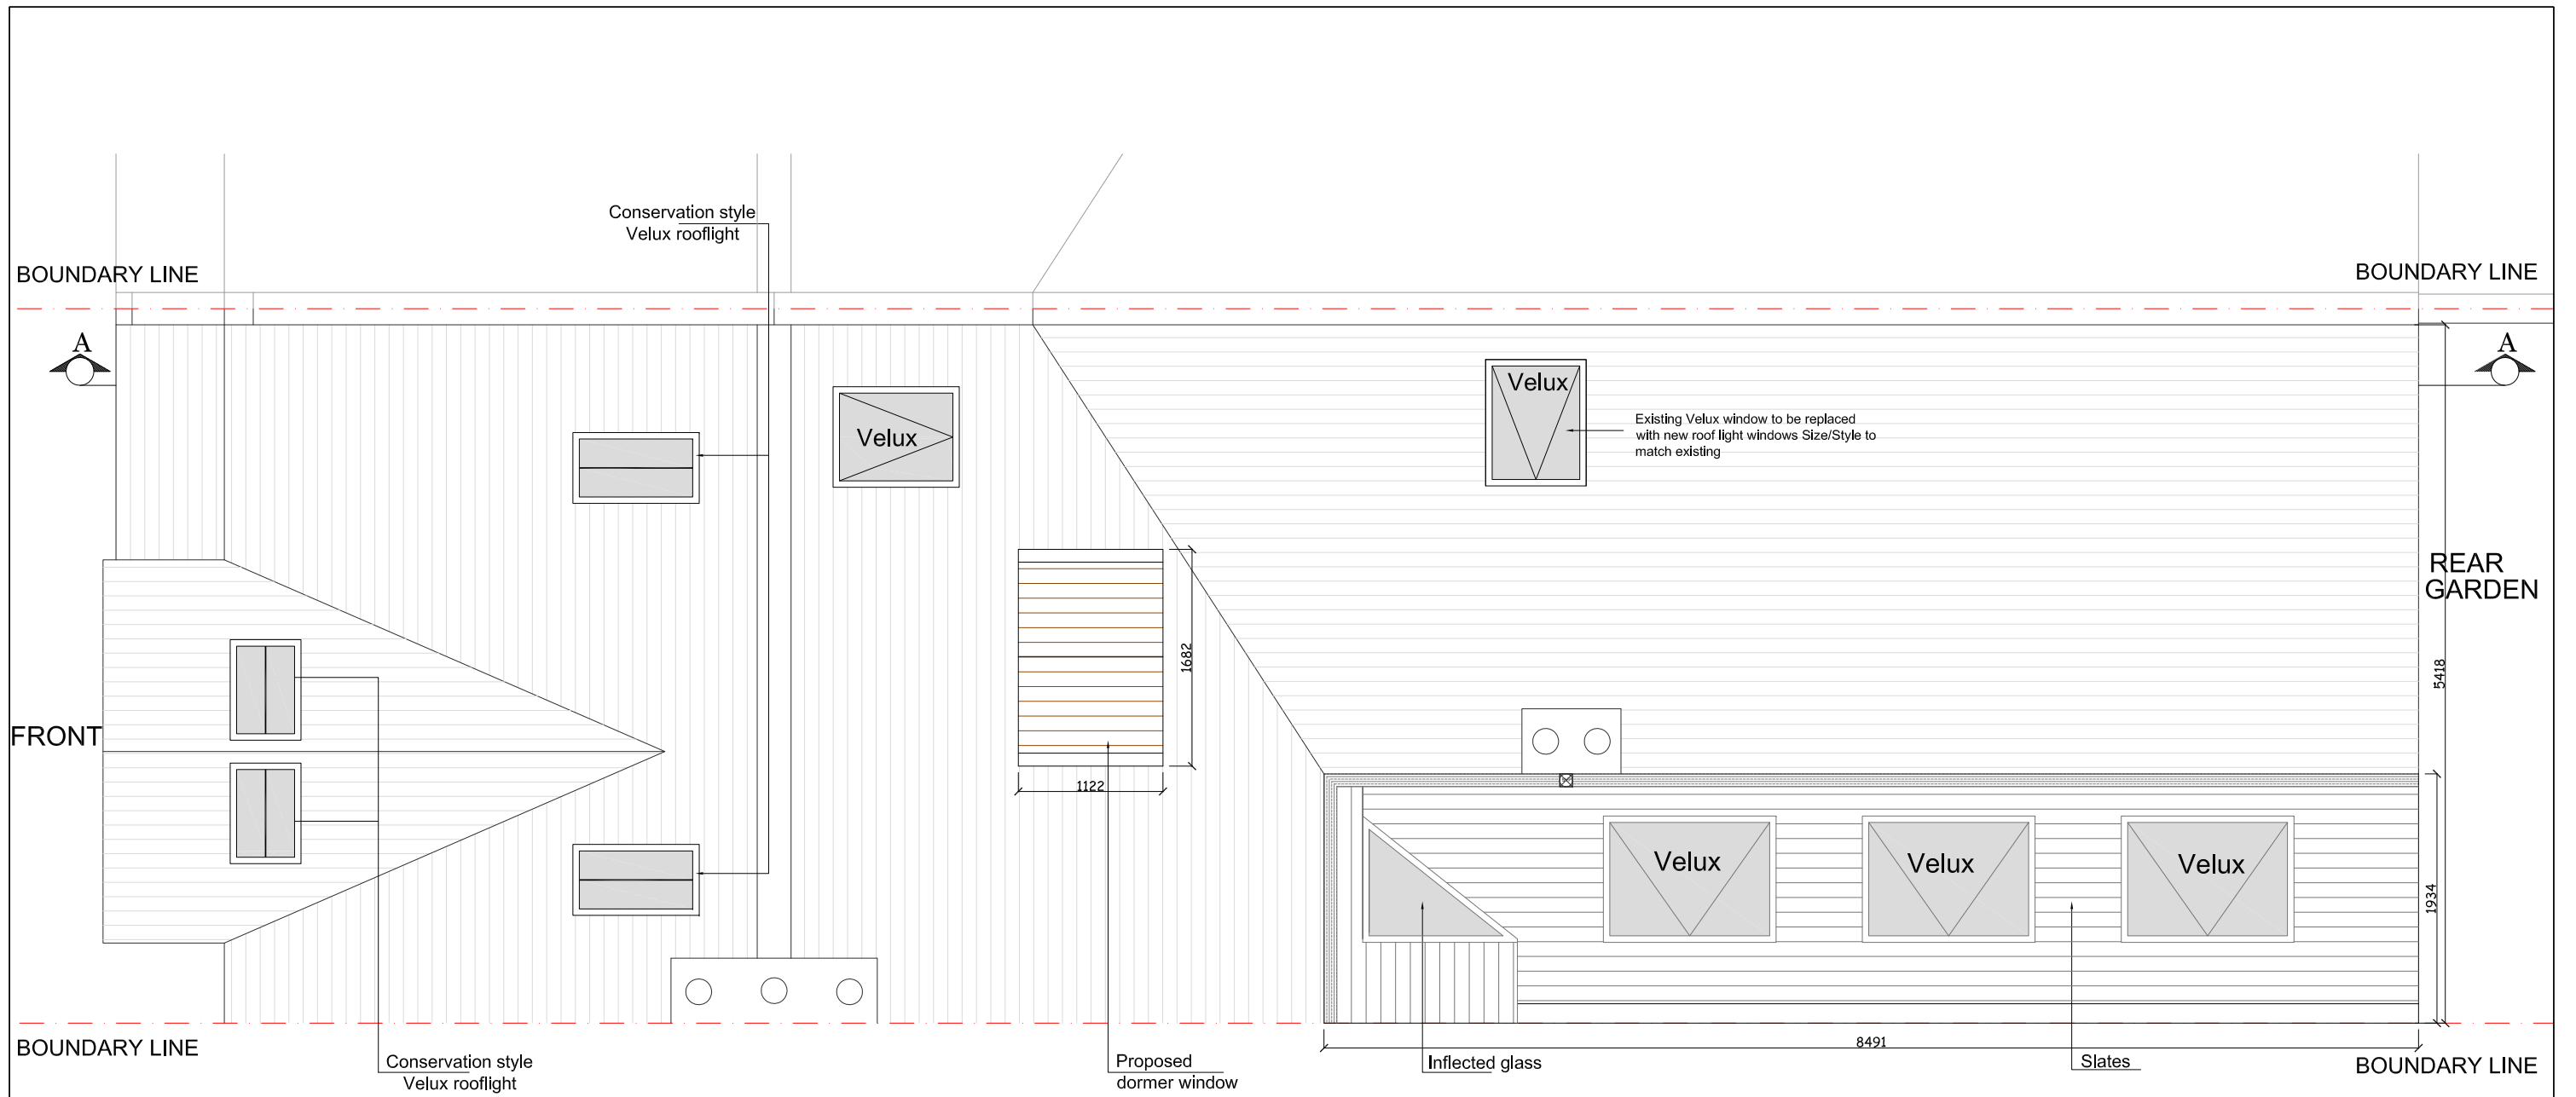 Conservation style
Velux rooflight
BOUNDARY LINE
BOUNDARY LINE
A
A
Velux
Velux
Existing Velux window to be replaced
with new roof light windows Size/Style to
match existing
REAR
GARDEN
1682
5418
FRONT
1122
Velux
Velux
Velux
1934
8491
BOUNDARY LINE
Conservation style
Velux rooflight
Proposed
dormer window
Inflected glass
Slates
BOUNDARY LINE